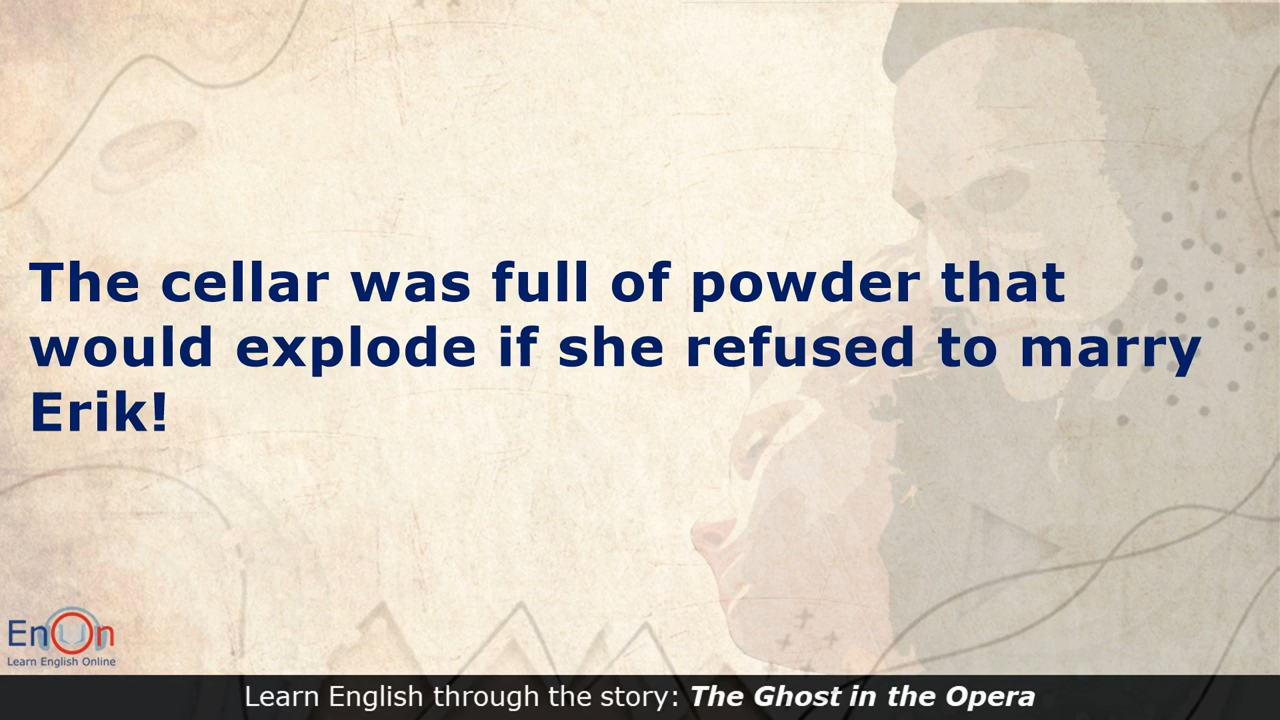 The cellar was full of powder that
would explode if she refused to marry
Erik!
EnOn
Learn English Online
Learn English through the story: The Ghost in the Opera